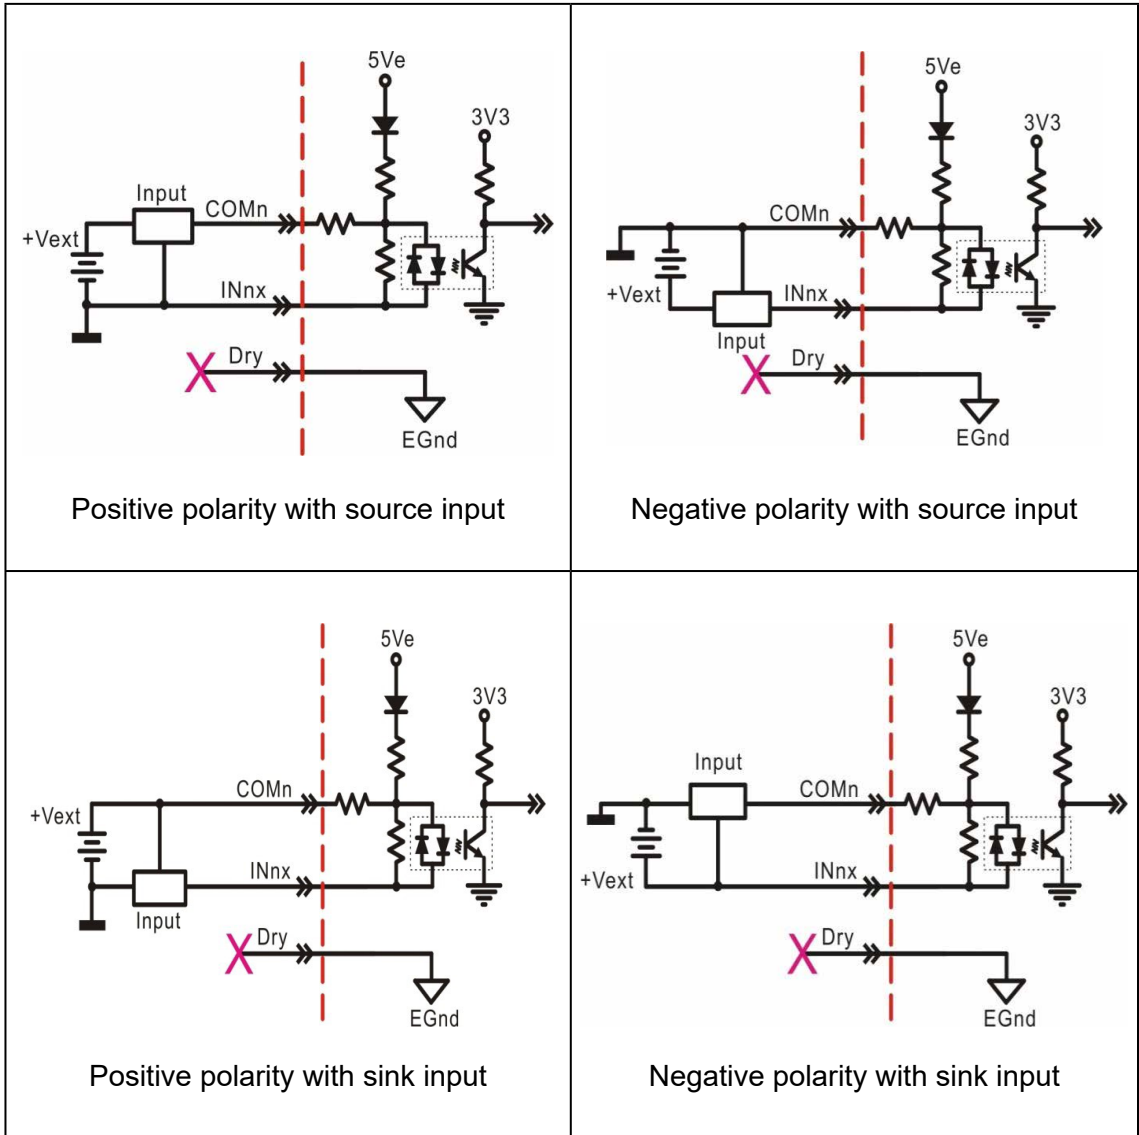 5Ve
3V3
Input
COMn
+Vext
INnx
Dry
EGnd
Positive polarity with source input
5Ve
3V3
COMn
+Vext
INnx
Input
Dry
EGnd
Negative polarity with source input
5Ve
3V3
COMn
+Vext
INnx
Input
Dry
EGnd
Positive polarity with sink input
5Ve
3V3
Input
COMn
INnx
+Vext
Dry
EGnd
Negative polarity with sink input